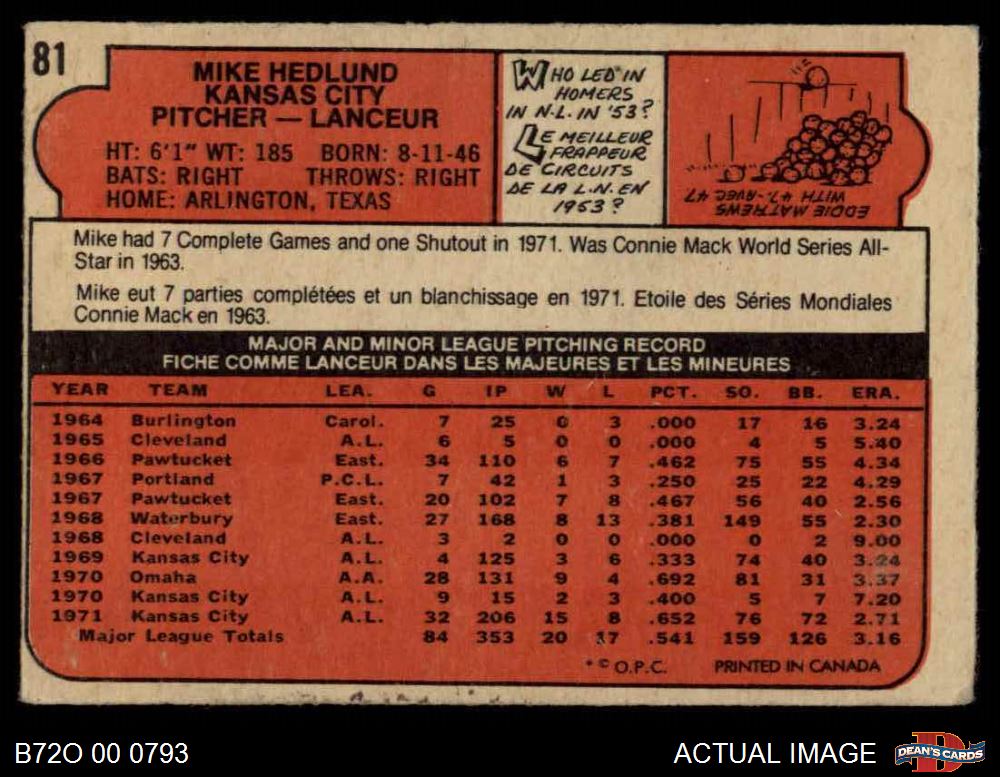 81
MIKE HEDLUND
KANSAS CITY
PITCHER — LANCEUR
HT: 6'1" WT: 185 BORN: 8-11-46
BATS: RIGHT THROWS: RIGHT
HOME: ARLINGTON, TEXAS
WHO LED IN
HOMERS
IN N-L. IN '53?
LE MEILLEUR
FRAPPEUR
DE CIRCUITS
DE LA L.N. EN
1953?
EDDIE MATHEWS
WITH 47.-AVEC 47
Mike had 7 Complete Games and one Shutout in 1971. Was Connie Mack World Series All-
Star in 1963.
Mike eut 7 parties complétées et un blanchissage en 1971. Etoile des Séries Mondiales
Connie Mack en 1963.
MAJOR AND MINOR LEAGUE PITCHING RECORD
FICHE COMME LANCEUR DANS LES MAJEURES ET LES MINEURES
YEAR TEAM LEA. G IP W L PCT. SO. BB. ERA.
1964 Burlington Carol. 7 25 0 3 .000 17 16 3.24
1965 Cleveland A.L. 6 5 0 0 .000 4 5 5.40
1966 Pawtucket East. 34 110 6 7 .462 75 55 4.34
1967 Portland P.C.L. 7 42 1 3 .250 25 22 4.29
1967 Pawtucket East. 20 102 7 8 .467 56 40 2.56
1968 Waterbury East. 27 168 8 13 .381 149 55 2.30
1968 Cleveland A.L. 3 2 0 0 .000 0 2 9.00
1969 Kansas City A.L. 4 125 3 6 .333 74 40 3.24
1970 Omaha A.A. 28 131 9 4 .692 81 31 3.37
1970 Kansas City A.L. 9 15 2 3 .400 5 7 7.20
1971 Kansas City A.L. 32 206 15 8 .652 76 72 2.71
Major League Totals 84 353 20 17 .541 159 126 3.16
*© O.P.C. PRINTED IN CANADA
B72O 00 0793
ACTUAL IMAGE
DEAN'S CARDS